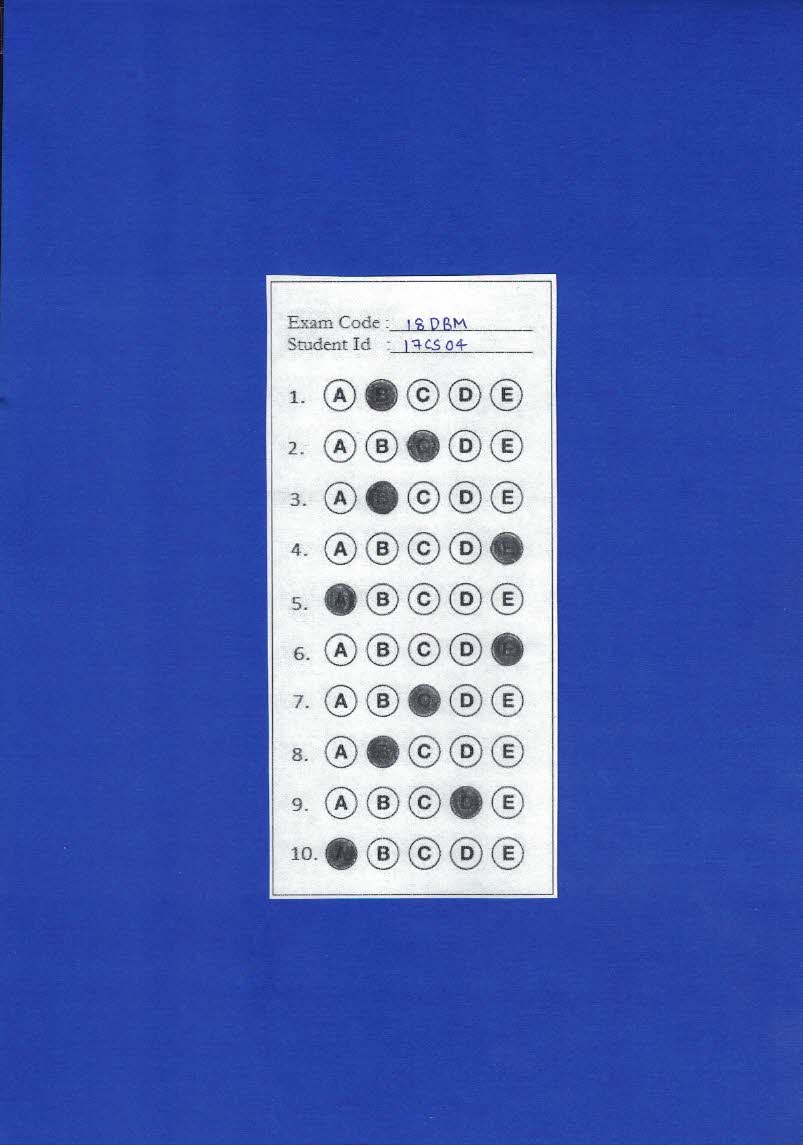 Exam Code : 18DBM
Student Id : 17CS04
1. A B C D E
2. A B C D E
3. A B C D E
4. A B C D E
5. A B C D E
6. A B C D E
7. A B C D E
8. A B C D E
9. A B C D E
10. A B C D E